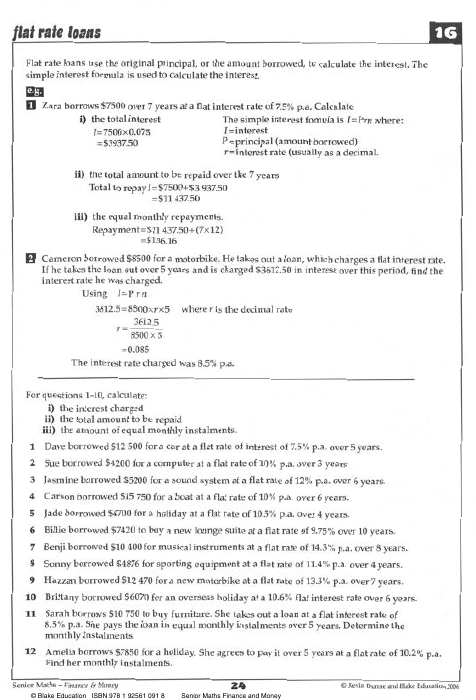 flat rate loans
16
Flat rate loans use the original principal, or the amount borrowed, to calculate the interest. The
simple interest formula is used to calculate the interest.
e.g.
1 Zara borrows $7500 over 7 years at a flat interest rate of 7.5% p.a. Calculate
i) the total interest
The simple interest fomula is I=Prn where:
I=7500×0.075
I=interest
=$3937.50
P=principal (amount borrowed)
r=interest rate (usually as a decimal.
ii) the total amount to be repaid over the 7 years
Total to repay I=$7500+$3 937.50
=$11 437.50
iii) the equal monthly repayments.
Repayment=$11 437.50÷(7×12)
=$136.16
2 Cameron borrowed $8500 for a motorbike. He takes out a loan, which charges a flat interest rate.
If he takes the loan out over 5 years and is charged $3612.50 in interest over this period, find the
interest rate he was charged.
Using I=P r n
3612.5=8500×r×5 where r is the decimal rate
r = 3612.5
8500 × 5
=0.085
The interest rate charged was 8.5% p.a.
For questions 1–10, calculate:
i) the interest charged
ii) the total amount to be repaid
iii) the amount of equal monthly instalments.
1 Dave borrowed $12 500 for a car at a flat rate of interest of 7.5% p.a. over 5 years.
2 Sue borrowed $4200 for a computer at a flat rate of 10% p.a. over 3 years
3 Jasmine borrowed $5200 for a sound system at a flat rate of 12% p.a. over 6 years.
4 Carson borrowed $15 750 for a boat at a flat rate of 10% p.a. over 6 years.
5 Jade borrowed $4700 for a holiday at a flat rate of 10.5% p.a. over 4 years.
6 Billie borrowed $7420 to buy a new lounge suite at a flat rate of 9.75% over 10 years.
7 Benji borrowed $10 400 for musical instruments at a flat rate of 14.3% p.a. over 8 years.
8 Sonny borrowed $4876 for sporting equipment at a flat rate of 11.4% p.a. over 4 years.
9 Hazzan borrowed $12 470 for a new motorbike at a flat rate of 13.3% p.a. over 7 years.
10 Brittany borrowed $6070 for an overseas holiday at a 10.6% flat interest rate over 6 years.
11 Sarah borrows $10 750 to buy furniture. She takes out a loan at a flat interest rate of
8.5% p.a. She pays the loan in equal monthly instalments over 5 years. Determine the
monthly instalments
12 Amelia borrows $7850 for a holiday. She agrees to pay it over 5 years at a flat rate of 10.2% p.a.
Find her monthly instalments.
Senior Maths – Finance & Money
24
© Kevin Dunne and Blake Education, 2006
© Blake Education ISBN 978 1 92561 091 8 Senior Maths Finance and Money